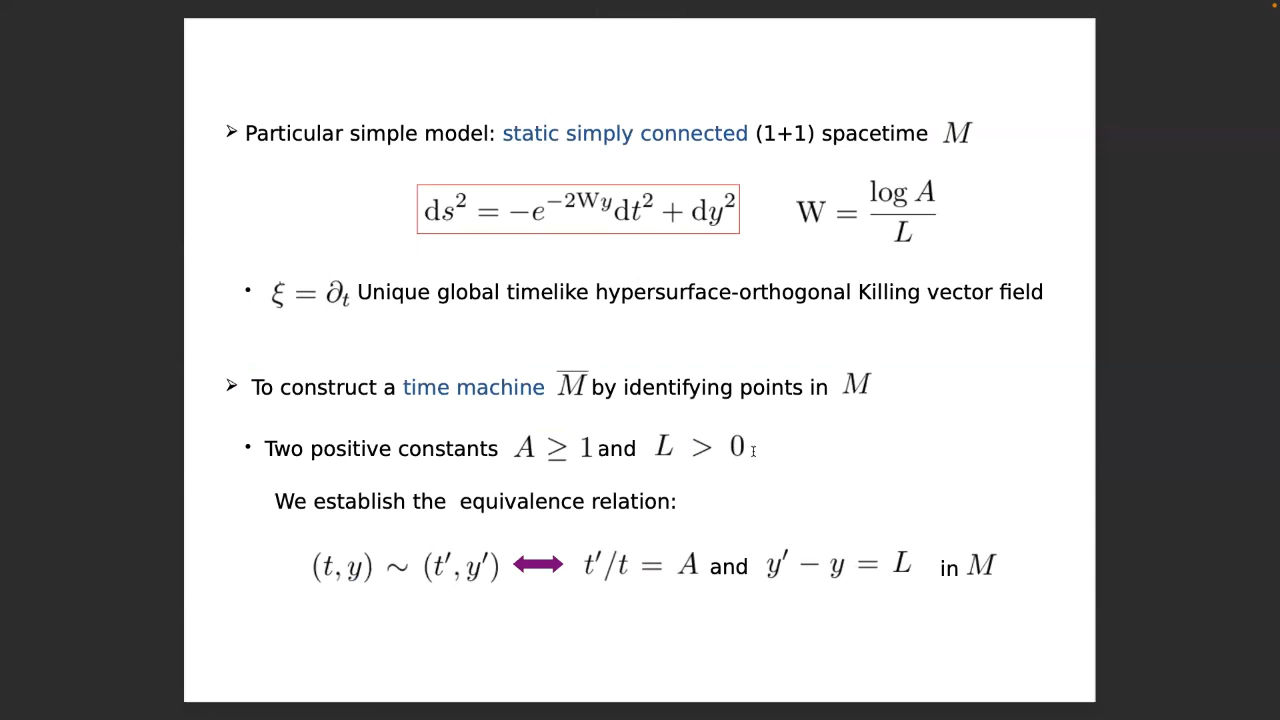 ➢ Particular simple model: static simply connected (1+1) spacetime M
ds² = −e^{−2Wy}dt² + dy² W = log A / L
• ξ = ∂ₜ Unique global timelike hypersurface-orthogonal Killing vector field
➢ To construct a time machine M̅ by identifying points in M
• Two positive constants A ≥ 1 and L > 0
We establish the equivalence relation:
(t, y) ∼ (t′, y′) ⟷ t′/t = A and y′ − y = L in M